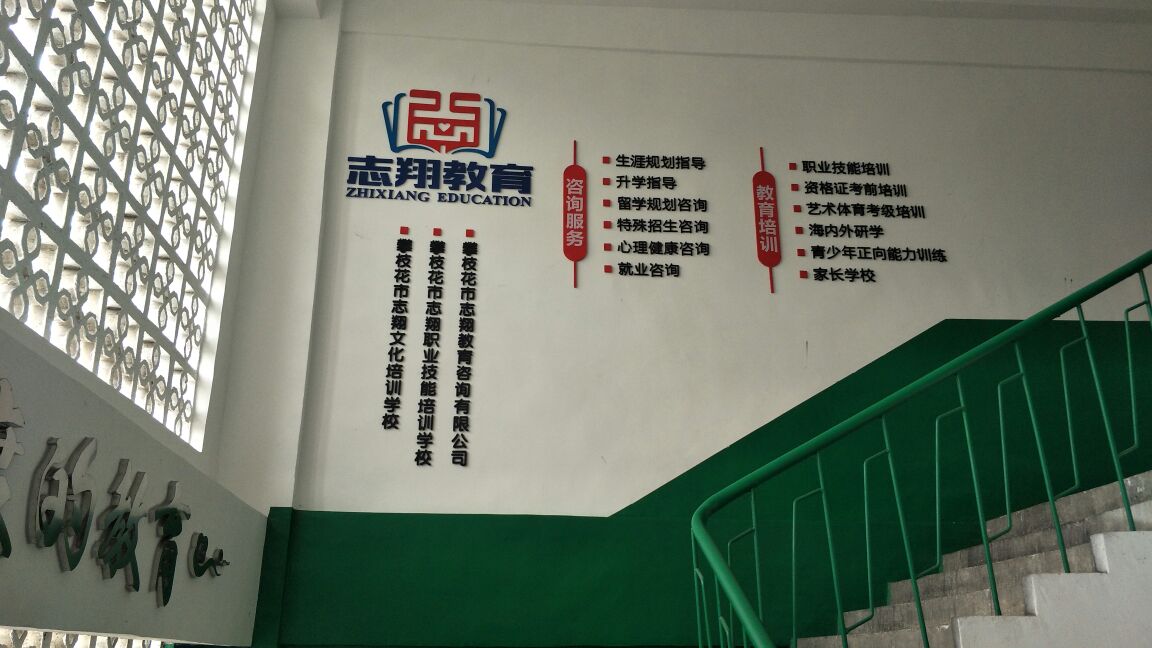 志翔教育
ZHIXIANG EDUCATION
攀枝花市志翔教育咨询有限公司
攀枝花市志翔职业技能培训学校
攀枝花市志翔文化培训学校
咨询服务
生涯规划指导
升学指导
留学规划咨询
特殊招生咨询
心理健康咨询
就业咨询
教育培训
职业技能培训
资格证考前培训
艺术体育考级培训
海内外研学
青少年正向能力训练
家长学校
的教育